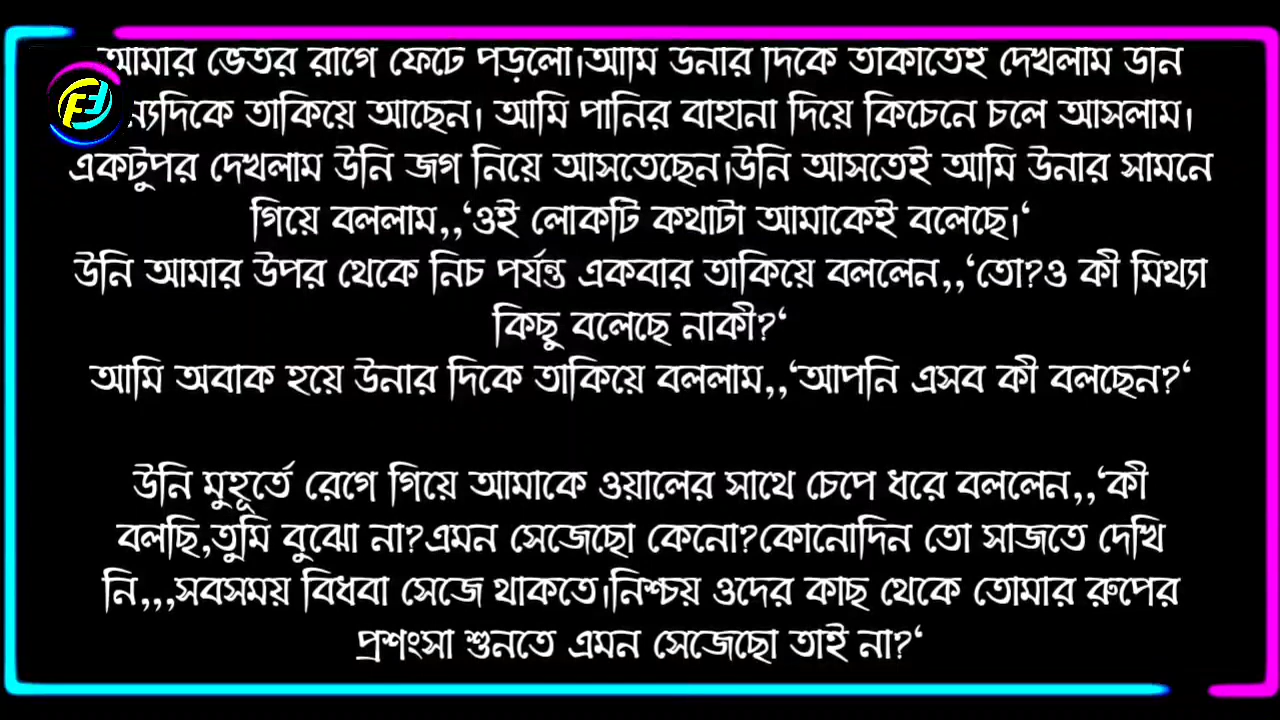 আমার ভেতর রাগে ফেটে পড়লো।আমি উনার দিকে তাকাতেই দেখলাম উনি
তাকিয়ে আছেন। আমি পানির বাহানা দিয়ে কিচেনে চলে আসলাম।
একটুপর দেখলাম উনি জগ নিয়ে আসতেছেন।উনি আসতেই আমি উনার সামনে
গিয়ে বললাম,,‘ওই লোকটি কথাটা আমাকেই বলেছে।‘
উনি আমার উপর থেকে নিচ পর্যন্ত একবার তাকিয়ে বললেন,,‘তো?ও কী মিথ্যা
কিছু বলেছে নাকী?‘
আমি অবাক হয়ে উনার দিকে তাকিয়ে বললাম,,‘আপনি এসব কী বলছেন?‘
উনি মুহূর্তে রেগে গিয়ে আমাকে ওয়ালের সাথে চেপে ধরে বললেন,,‘কী
বলছি,তুমি বুঝো না?এমন সেজেছো কেনো?কোনোদিন তো সাজতে দেখি
নি,,,সবসময় বিধবা সেজে থাকতে।নিশ্চয় ওদের কাছ থেকে তোমার রুপের
প্রশংসা শুনতে এমন সেজেছো তাই না?‘